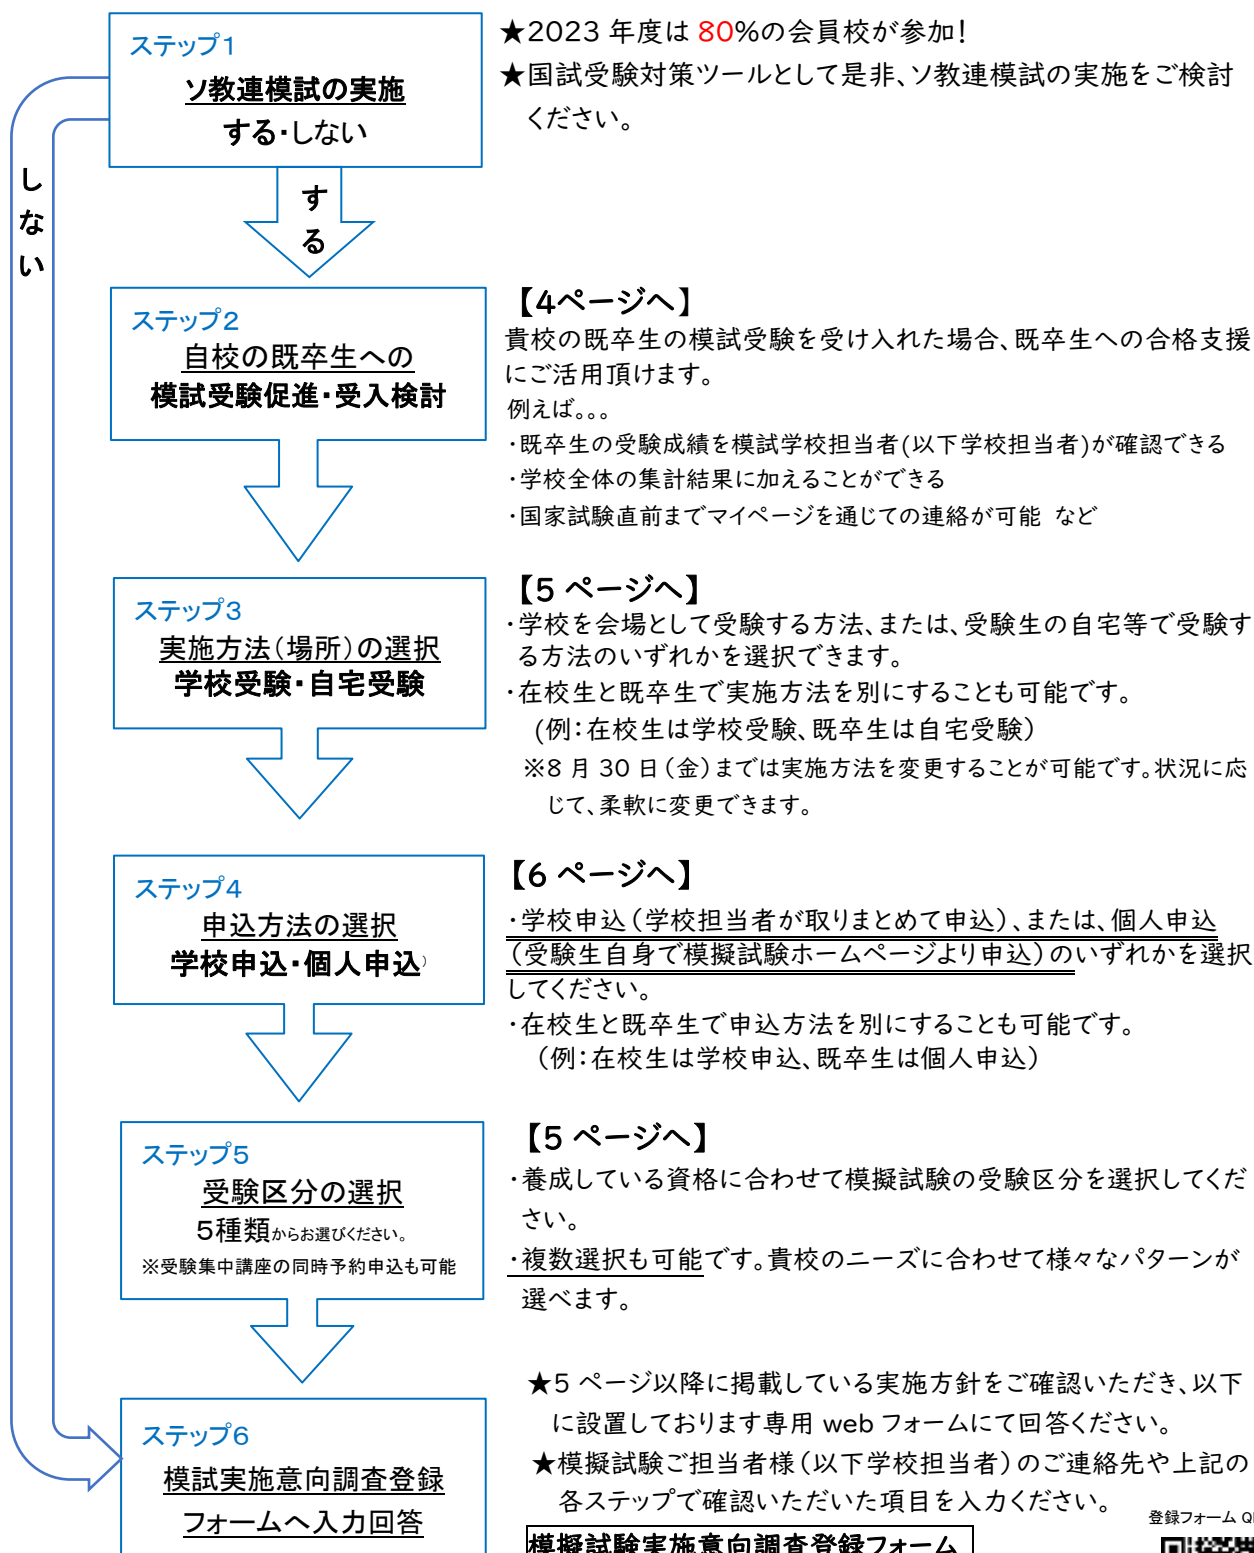 ステップ1
ソ教連模試の実施
する・しない
★2023 年度は 80%の会員校が参加!
★国試受験対策ツールとして是非、ソ教連模試の実施をご検討
ください。
しない
する
ステップ2
自校の既卒生への
模試受験促進・受入検討
【4ページへ】
貴校の既卒生の模試受験を受け入れた場合、既卒生への合格支援
にご活用頂けます。
例えば。。。
・既卒生の受験成績を模試学校担当者(以下学校担当者)が確認できる
・学校全体の集計結果に加えることができる
・国家試験直前までマイページを通じての連絡が可能 など
ステップ3
実施方法(場所)の選択
学校受験・自宅受験
【5 ページへ】
・学校を会場として受験する方法、または、受験生の自宅等で受験す
る方法のいずれかを選択できます。
・在校生と既卒生で実施方法を別にすることも可能です。
(例:在校生は学校受験、既卒生は自宅受験)
※8 月 30 日(金)までは実施方法を変更することが可能です。状況に応
じて、柔軟に変更できます。
ステップ4
申込方法の選択
学校申込・個人申込)
【6 ページへ】
・学校申込(学校担当者が取りまとめて申込)、または、個人申込
(受験生自身で模擬試験ホームページより申込)のいずれかを選択
してください。
・在校生と既卒生で申込方法を別にすることも可能です。
(例:在校生は学校申込、既卒生は個人申込)
ステップ5
受験区分の選択
5種類からお選びください。
※受験集中講座の同時予約申込も可能
【5 ページへ】
・養成している資格に合わせて模擬試験の受験区分を選択してくだ
さい。
・複数選択も可能です。貴校のニーズに合わせて様々なパターンが
選べます。
ステップ6
模試実施意向調査登録
フォームへ入力回答
★5 ページ以降に掲載している実施方針をご確認いただき、以下
に設置しております専用 web フォームにて回答ください。
★模擬試験ご担当者様(以下学校担当者)のご連絡先や上記の
各ステップで確認いただいた項目を入力ください。
登録フォーム Q
模擬試験実施意向調査登録フォーム